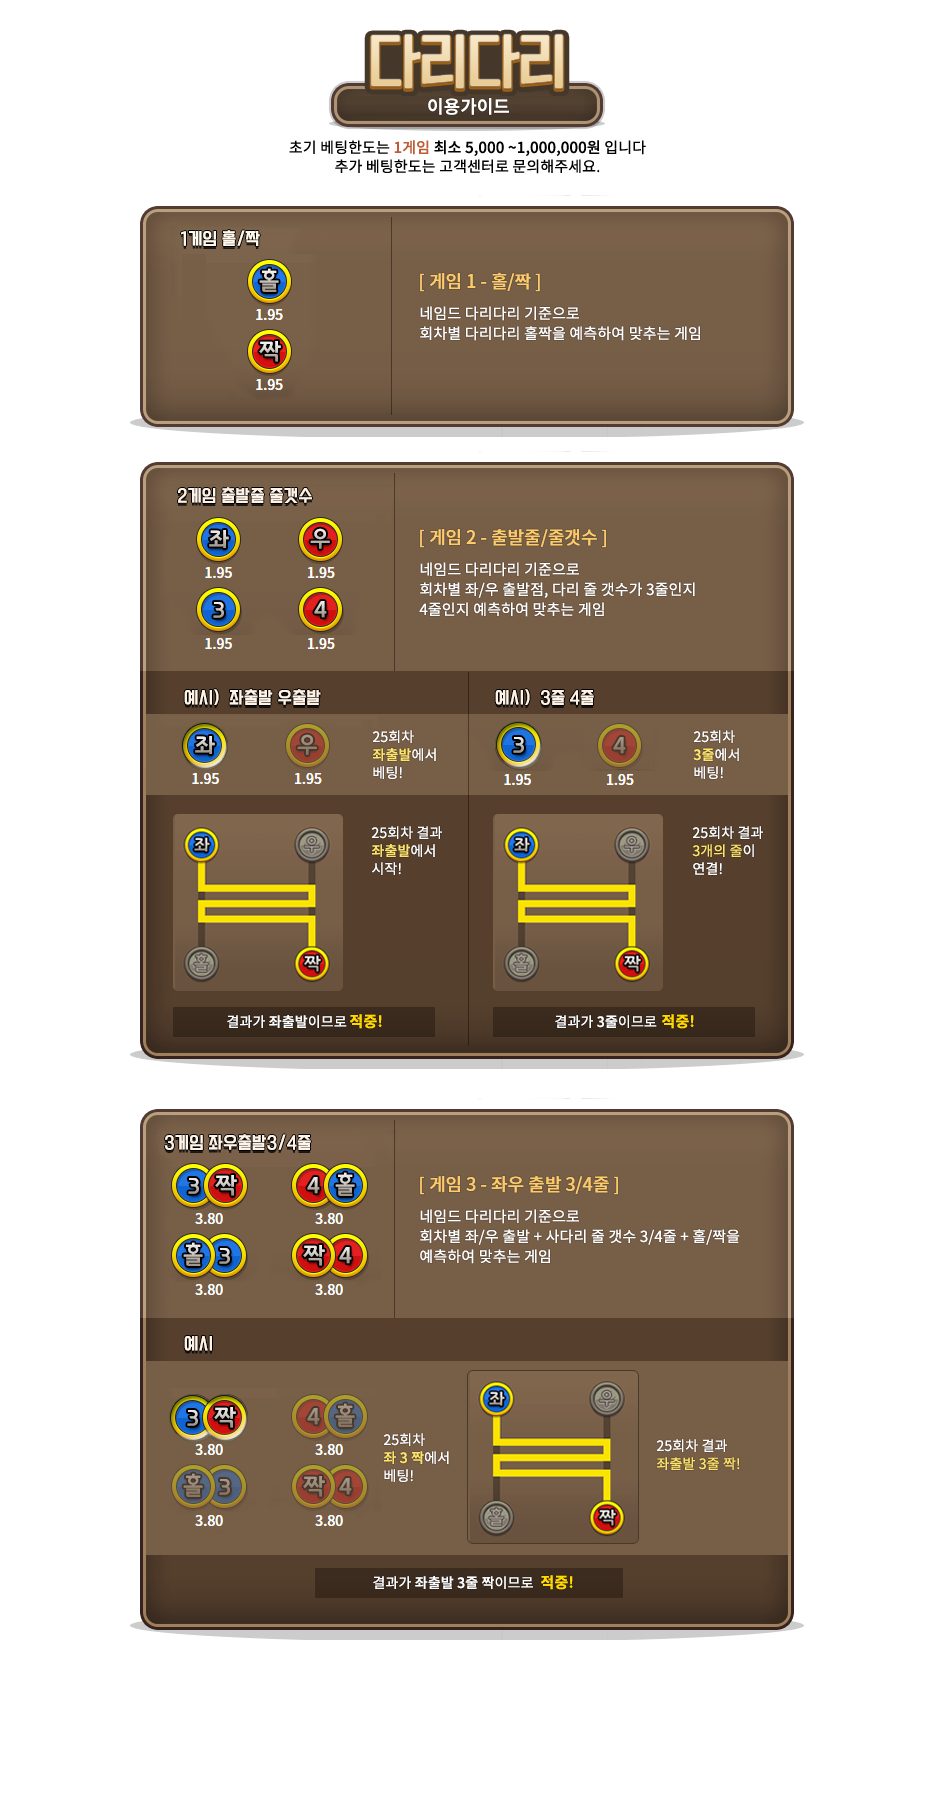 다리다리
이용가이드
초기 베팅한도는 1게임 최소 5,000 ~1,000,000원 입니다
추가 베팅한도는 고객센터로 문의해주세요.
1게임 홀/짝
홀
1.95
짝
1.95
[ 게임 1 - 홀/짝 ]
네임드 다리다리 기준으로
회차별 다리다리 홀짝을 예측하여 맞추는 게임
2게임 출발줄 줄갯수
좌 우
1.95 1.95
3 4
1.95 1.95
[ 게임 2 - 출발줄/줄갯수 ]
네임드 다리다리 기준으로
회차별 좌/우 출발점, 다리 줄 갯수가 3줄인지
4줄인지 예측하여 맞추는 게임
예시) 좌출발 우출발
좌 우
1.95 1.95
25회차
좌출발에서
베팅!
좌 우
홀 짝
25회차 결과
좌출발에서
시작!
결과가 좌출발이므로 적중!
예시) 3줄 4줄
3 4
1.95 1.95
25회차
3줄에서
베팅!
좌 우
홀 짝
25회차 결과
3개의 줄이
연결!
결과가 3줄이므로 적중!
3게임 좌우출발3/4줄
3 짝 4 홀
3.80 3.80
홀 3 짝 4
3.80 3.80
[ 게임 3 - 좌우 출발 3/4줄 ]
네임드 다리다리 기준으로
회차별 좌/우 출발 + 사다리 줄 갯수 3/4줄 + 홀/짝을
예측하여 맞추는 게임
예시
3 짝 4 홀
3.80 3.80
홀 3 짝 4
3.80 3.80
25회차
좌 3 짝에서
베팅!
좌 우
홀 짝
25회차 결과
좌출발 3줄 짝!
결과가 좌출발 3줄 짝이므로 적중!